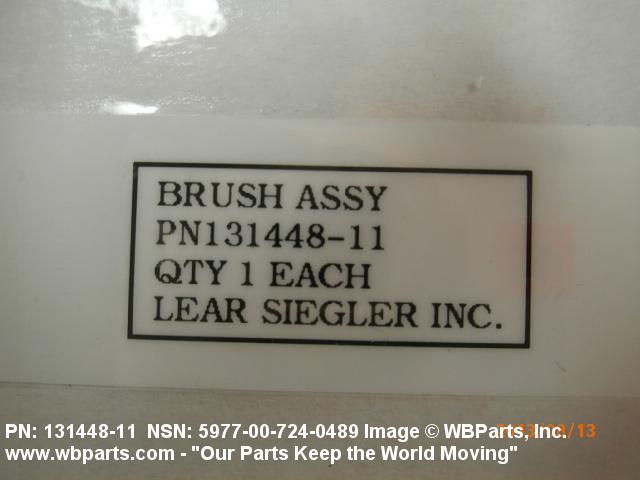 BRUSH ASSY
PN131448-11
QTY 1 EACH
LEAR SIEGLER INC.
PN: 131448-11 NSN: 5977-00-724-0489 Image © WBParts, Inc.
www.wbparts.com - "Our Parts Keep the World Moving"